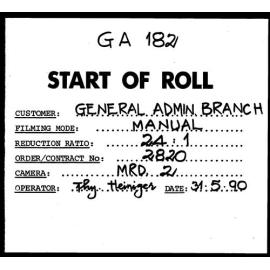 GA 182
START OF ROLL
CUSTOMER: GENERAL ADMIN BRANCH
FILMING MODE: MANUAL
REDUCTION RATIO: 24 : 1
ORDER/CONTRACT No: 2820
CAMERA: MRD. 2
OPERATOR: Heiniger DATE: 31.5.90